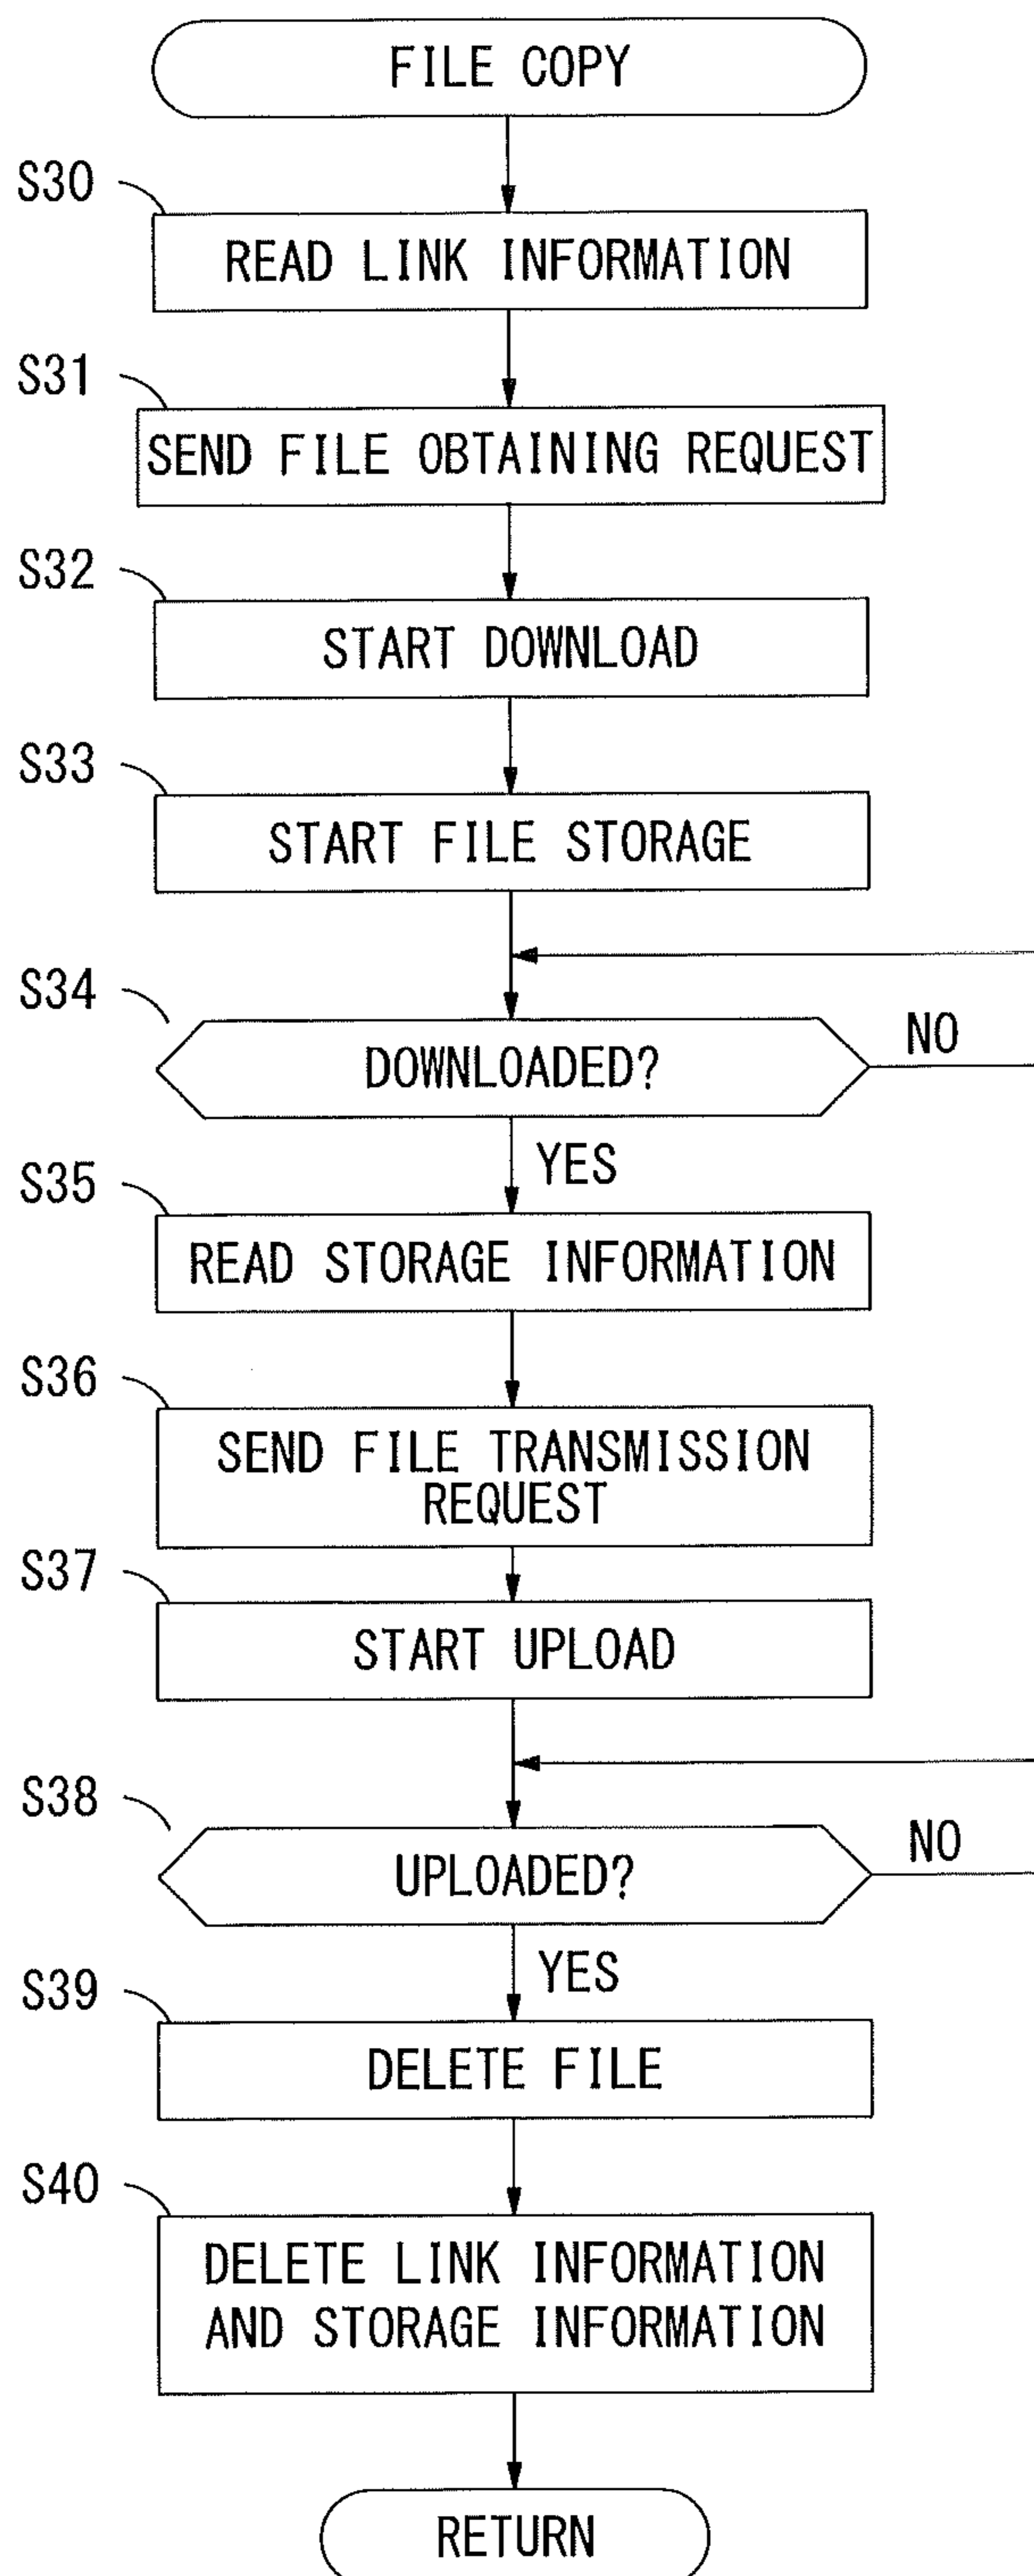 FILE COPY
S30
READ LINK INFORMATION
S31
SEND FILE OBTAINING REQUEST
S32
START DOWNLOAD
S33
START FILE STORAGE
S34
DOWNLOADED?
NO
YES
S35
READ STORAGE INFORMATION
S36
SEND FILE TRANSMISSION
REQUEST
S37
START UPLOAD
S38
UPLOADED?
NO
YES
S39
DELETE FILE
S40
DELETE LINK INFORMATION
AND STORAGE INFORMATION
RETURN